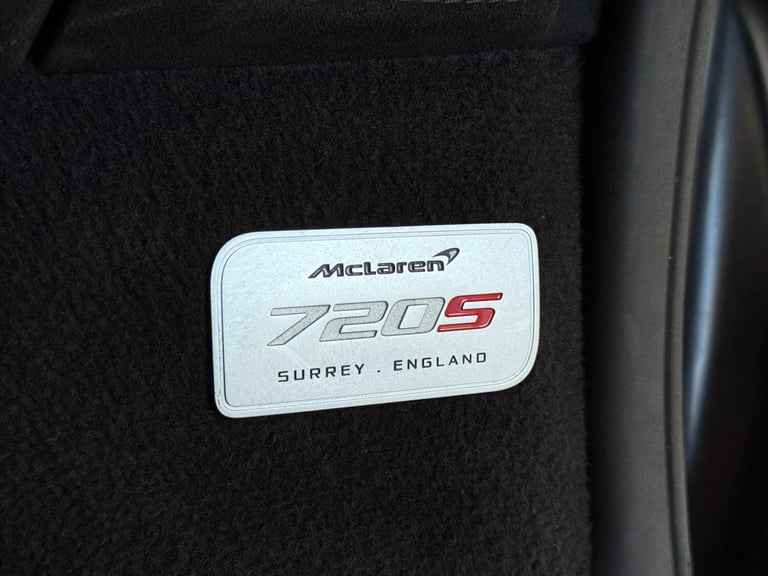 McLaren
720S
SURREY . ENGLAND